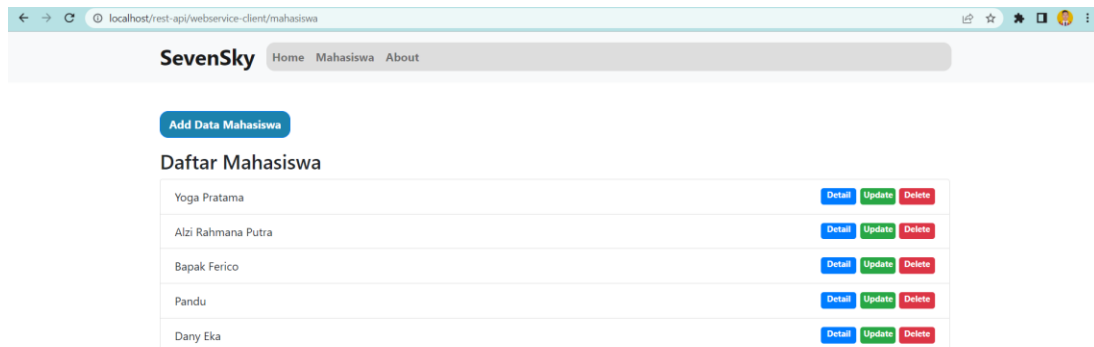 localhost/rest-api/webservice-client/mahasiswa
SevenSky Home Mahasiswa About
Add Data Mahasiswa
Daftar Mahasiswa
Yoga Pratama Detail Update Delete
Alzi Rahmana Putra Detail Update Delete
Bapak Ferico Detail Update Delete
Pandu Detail Update Delete
Dany Eka Detail Update Delete